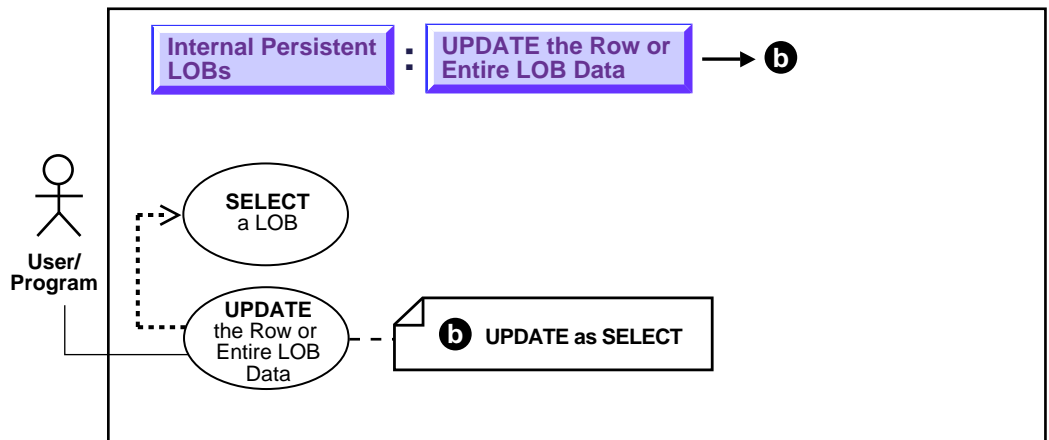 Internal Persistent
LOBs
:
UPDATE the Row or
Entire LOB Data
b
SELECT
a LOB
User/
Program
UPDATE
the Row or
Entire LOB
Data
b UPDATE as SELECT